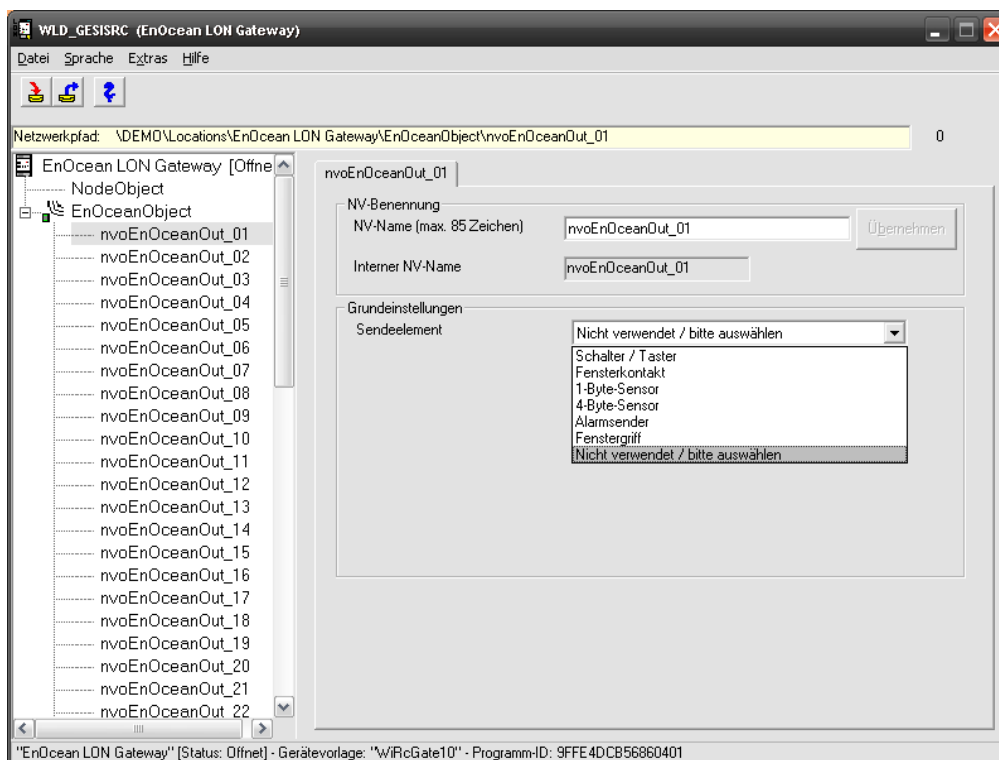 WLD_GESISRC (EnOcean LON Gateway)
Datei Sprache Extras Hilfe
Netzwerkpfad: \DEMO\Locations\EnOcean LON Gateway\EnOceanObject\nvoEnOceanOut_01 0
EnOcean LON Gateway [Offne
NodeObject
EnOceanObject
nvoEnOceanOut_01
nvoEnOceanOut_02
nvoEnOceanOut_03
nvoEnOceanOut_04
nvoEnOceanOut_05
nvoEnOceanOut_06
nvoEnOceanOut_07
nvoEnOceanOut_08
nvoEnOceanOut_09
nvoEnOceanOut_10
nvoEnOceanOut_11
nvoEnOceanOut_12
nvoEnOceanOut_13
nvoEnOceanOut_14
nvoEnOceanOut_15
nvoEnOceanOut_16
nvoEnOceanOut_17
nvoEnOceanOut_18
nvoEnOceanOut_19
nvoEnOceanOut_20
nvoEnOceanOut_21
nvoEnOceanOut_22
nvoEnOceanOut_01
NV-Benennung
NV-Name (max. 85 Zeichen) nvoEnOceanOut_01 Übernehmen
Interner NV-Name nvoEnOceanOut_01
Grundeinstellungen
Sendeelement Nicht verwendet / bitte auswählen
Schalter / Taster
Fensterkontakt
1-Byte-Sensor
4-Byte-Sensor
Alarmsender
Fenstergriff
Nicht verwendet / bitte auswählen
"EnOcean LON Gateway" [Status: Offnet] - Gerätevorlage: "WiRcGate10" - Programm-ID: 9FFE4DCB56860401